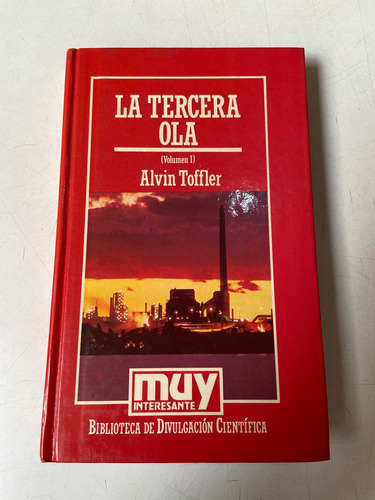 LA TERCERA
OLA
(Volumen I)
Alvin Toffler
muy
INTERESANTE
BIBLIOTECA DE DIVULGACIÓN CIENTÍFICA